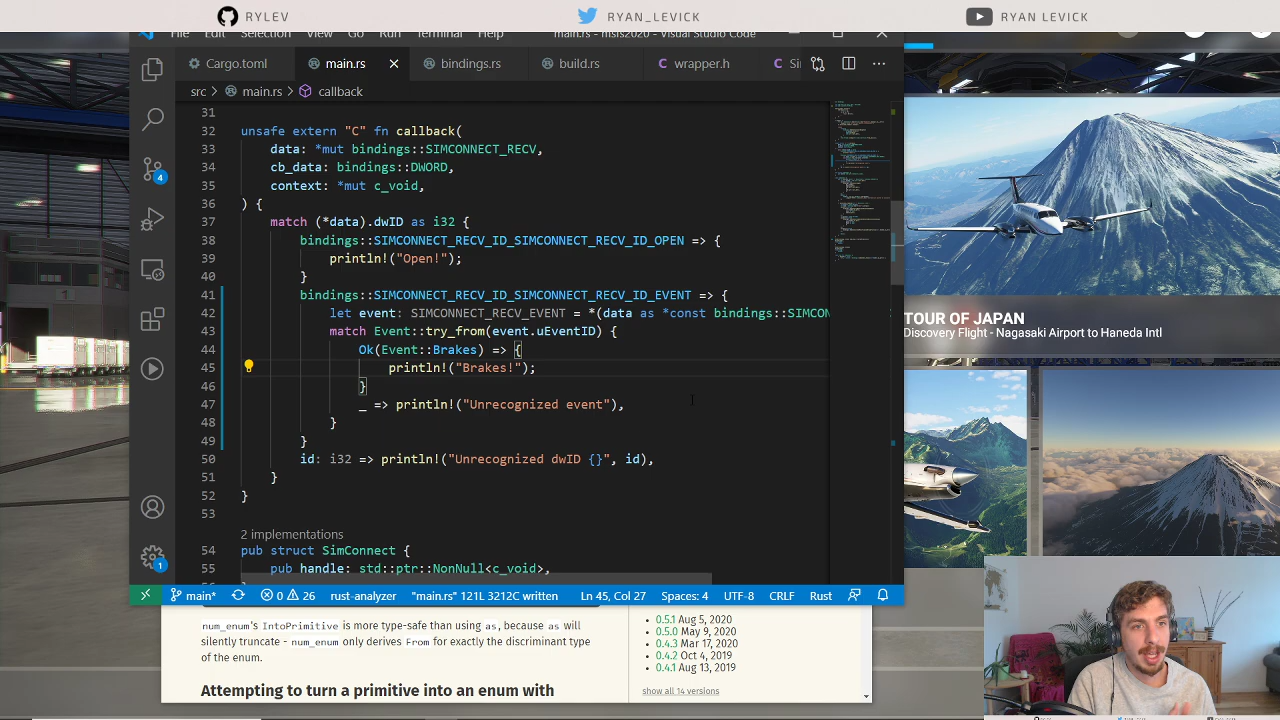 RYLEV
RYAN_LEVICK
RYAN LEVICK
File Edit Selection View Go Run Terminal Help
main.rs - msfs2020 - Visual Studio Code
Cargo.toml
main.rs
bindings.rs
build.rs
C wrapper.h
C Si
src > main.rs > callback
31
32 unsafe extern "C" fn callback(
33 data: *mut bindings::SIMCONNECT_RECV,
34 cb_data: bindings::DWORD,
35 context: *mut c_void,
36 ) {
37 match (*data).dwID as i32 {
38 bindings::SIMCONNECT_RECV_ID_SIMCONNECT_RECV_ID_OPEN => {
39 println!("Open!");
40 }
41 bindings::SIMCONNECT_RECV_ID_SIMCONNECT_RECV_ID_EVENT => {
42 let event: SIMCONNECT_RECV_EVENT = *(data as *const bindings::SIMCON
43 match Event::try_from(event.uEventID) {
44 Ok(Event::Brakes) => {
45 println!("Brakes!");
46 }
47 _ => println!("Unrecognized event"),
48 }
49 }
50 id: i32 => println!("Unrecognized dwID {}", id),
51 }
52 }
53
2 implementations
54 pub struct SimConnect {
55 pub handle: std::ptr::NonNull<c_void>,
4
1
main* 0 26 rust-analyzer "main.rs" 121L 3212C written Ln 45, Col 27 Spaces: 4 UTF-8 CRLF Rust
TOUR OF JAPAN
Discovery Flight - Nagasaki Airport to Haneda Intl
num_enum's IntoPrimitive is more type-safe than using as, because as will
silently truncate - num_enum only derives From for exactly the discriminant type
of the enum.
Attempting to turn a primitive into an enum with
0.5.1 Aug 5, 2020
0.5.0 May 9, 2020
0.4.3 Mar 17, 2020
0.4.2 Oct 4, 2019
0.4.1 Aug 13, 2019
show all 14 versions